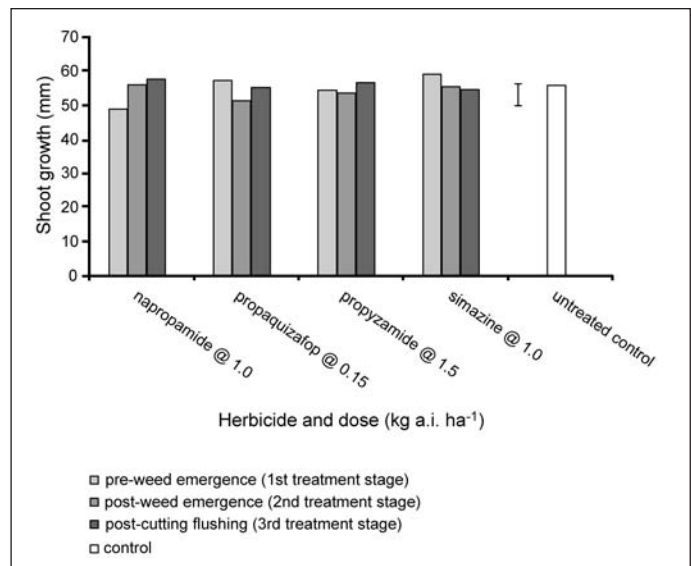 70
60
50
40
30
20
10
0
Shoot growth (mm)
napropamide @ 1.0
propaquizafop @ 0.15
propyzamide @ 1.5
simazine @ 1.0
untreated control
Herbicide and dose (kg a.i. ha⁻¹)
pre-weed emergence (1st treatment stage)
post-weed emergence (2nd treatment stage)
post-cutting flushing (3rd treatment stage)
control